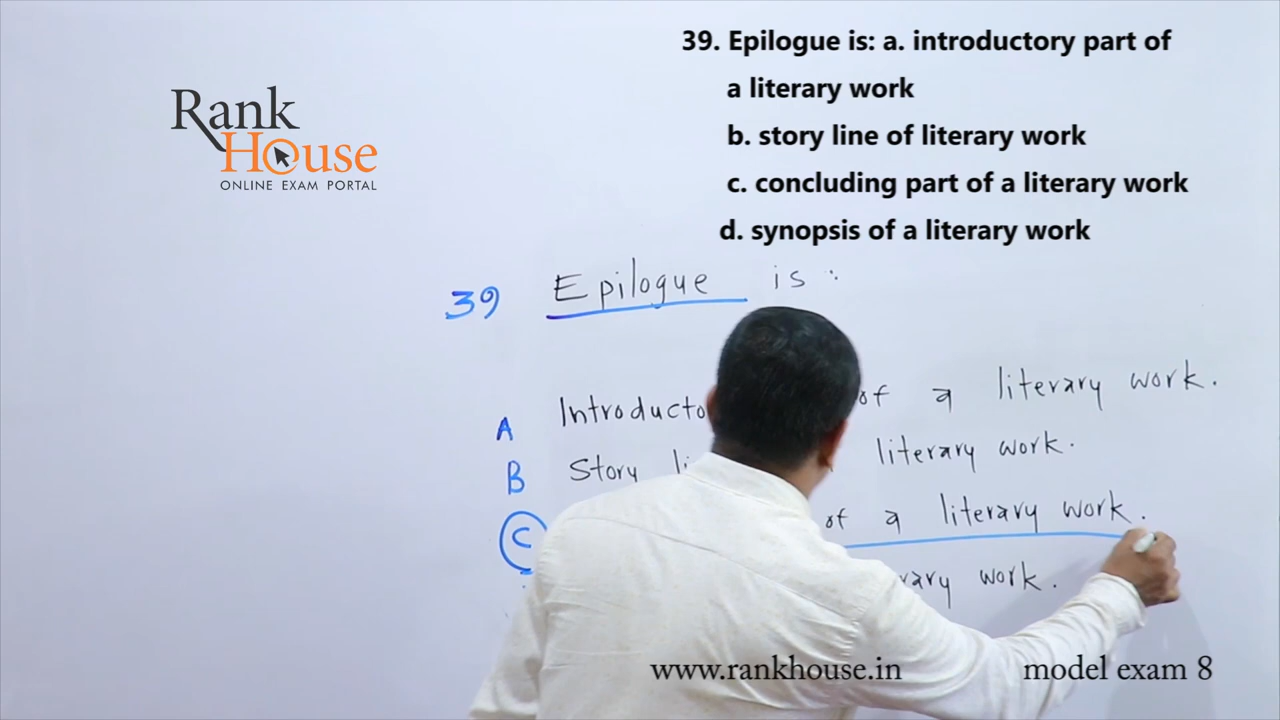 39. Epilogue is: a. introductory part of
a literary work
b. story line of literary work
c. concluding part of a literary work
d. synopsis of a literary work
Rank
House
ONLINE EXAM PORTAL
39 Epilogue is :
A Introducto of a literary work.
B Story li literary work.
C of a literary work.
rary work.
www.rankhouse.in model exam 8